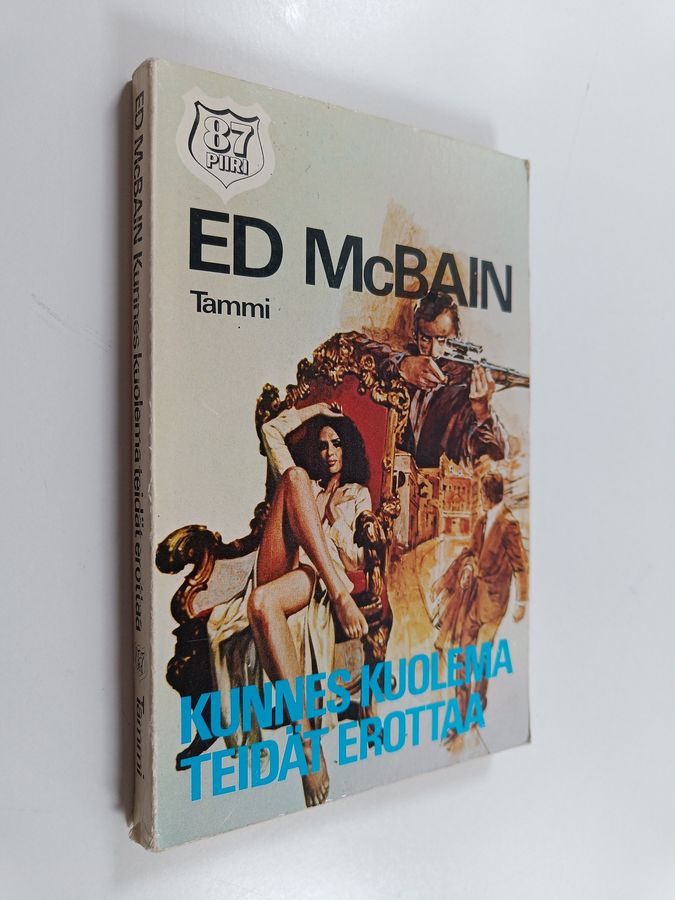 87
PIIRI
ED McBAIN
Tammi
KUNNES KUOLEMA
TEIDÄT EROTTAA
ED McBAIN Kunnes kuolema teidät erottaa Tammi